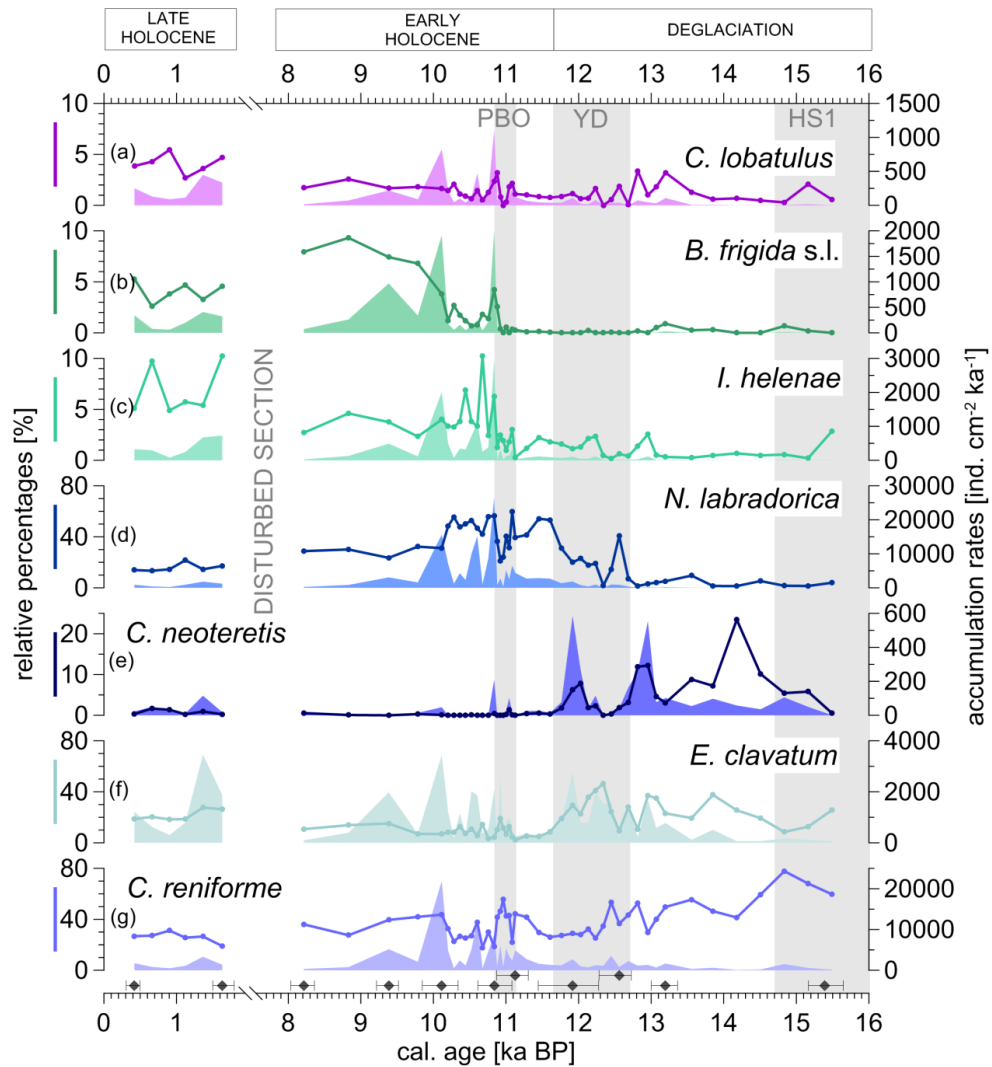 LATE
HOLOCENE
EARLY
HOLOCENE
DEGLACIATION
0 1 8 9 10 11 12 13 14 15 16
PBO YD HS1
relative percentages [%]
accumulation rates [ind. cm⁻² ka⁻¹]
DISTURBED SECTION
10
5
0
(a)
C. lobatulus
1500
1000
500
0
10
5
0
(b)
B. frigida s.l.
2000
1500
1000
500
0
10
5
0
(c)
I. helenae
3000
2000
1000
0
80
40
0
(d)
N. labradorica
30000
20000
10000
0
20
10
0
(e)
C. neoteretis
600
400
200
0
80
40
0
(f)
E. clavatum
4000
2000
0
80
40
0
(g)
C. reniforme
20000
10000
0
0 1 8 9 10 11 12 13 14 15 16
cal. age [ka BP]